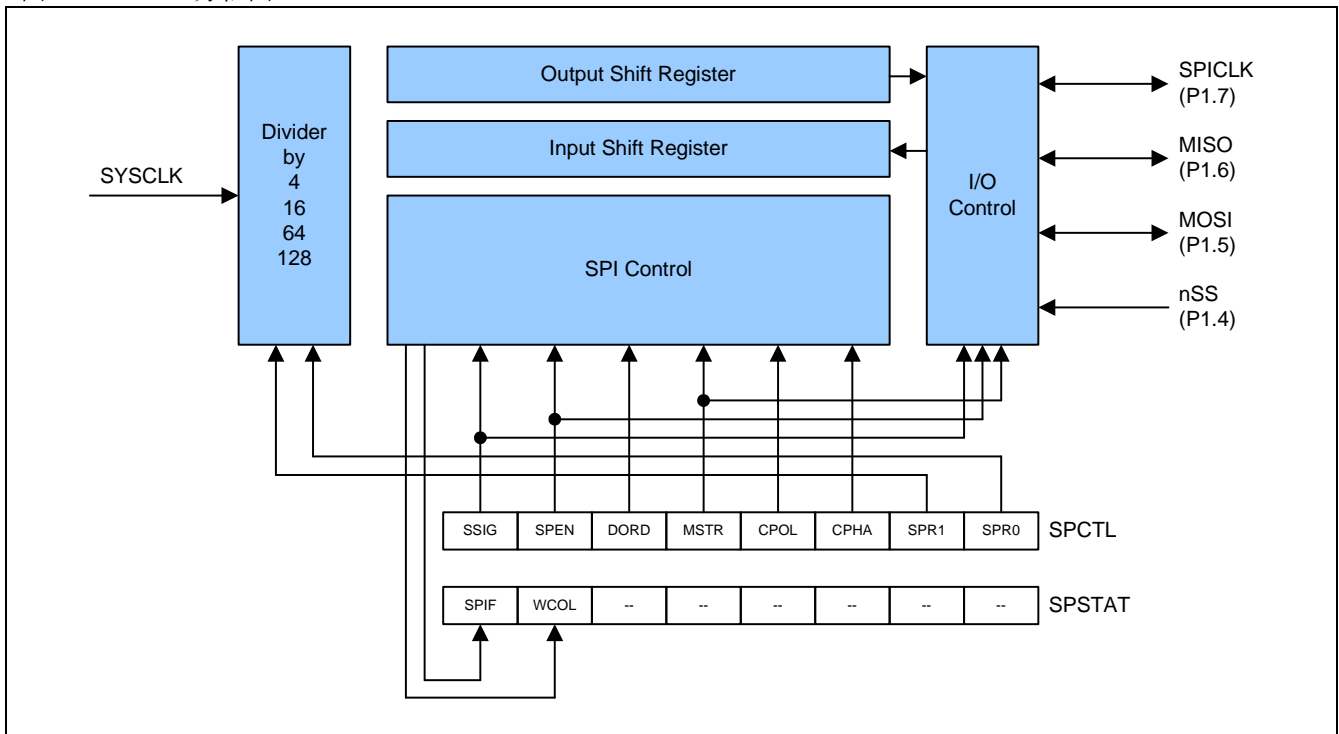 Output Shift Register
Input Shift Register
SPI Control
Divider
by
4
16
64
128
SYSCLK
I/O
Control
SPICLK
(P1.7)
MISO
(P1.6)
MOSI
(P1.5)
nSS
(P1.4)
SSIG SPEN DORD MSTR CPOL CPHA SPR1 SPR0 SPCTL
SPIF WCOL -- -- -- -- -- -- SPSTAT